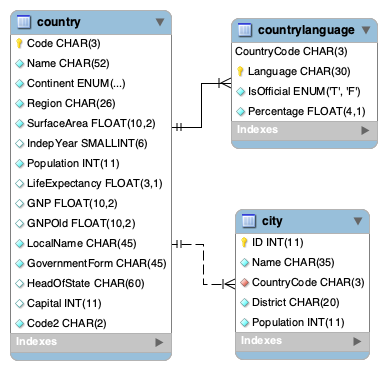 country
Code CHAR(3)
Name CHAR(52)
Continent ENUM(...)
Region CHAR(26)
SurfaceArea FLOAT(10,2)
IndepYear SMALLINT(6)
Population INT(11)
LifeExpectancy FLOAT(3,1)
GNP FLOAT(10,2)
GNPOld FLOAT(10,2)
LocalName CHAR(45)
GovernmentForm CHAR(45)
HeadOfState CHAR(60)
Capital INT(11)
Code2 CHAR(2)
Indexes
countrylanguage
CountryCode CHAR(3)
Language CHAR(30)
IsOfficial ENUM('T', 'F')
Percentage FLOAT(4,1)
Indexes
city
ID INT(11)
Name CHAR(35)
CountryCode CHAR(3)
District CHAR(20)
Population INT(11)
Indexes